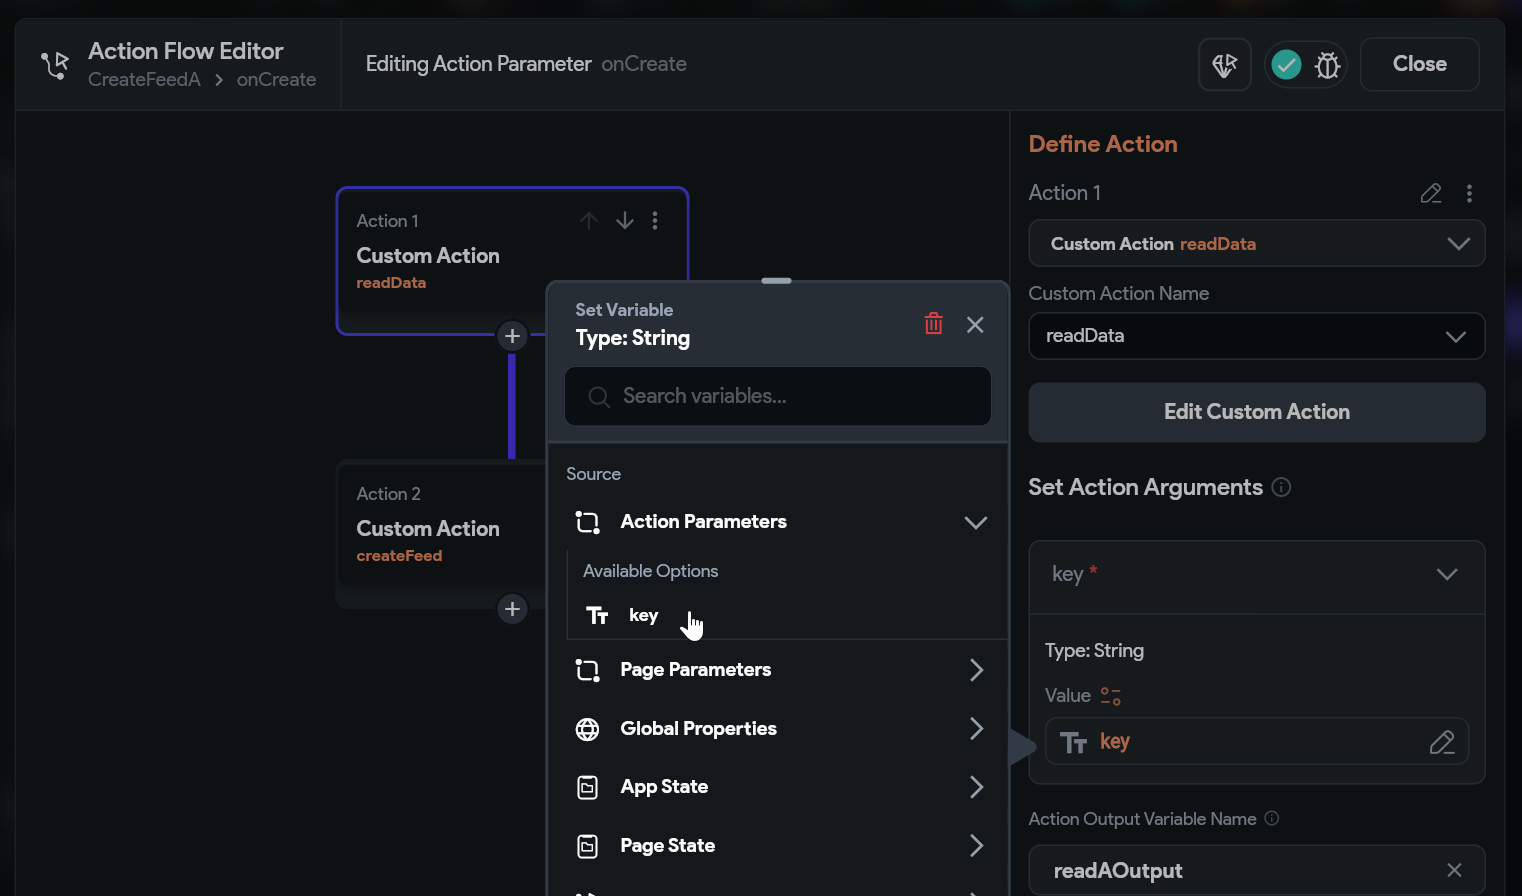 Action Flow Editor
CreateFeedA > onCreate
Editing Action Parameter onCreate
Close
Action 1
Custom Action
readData
Action 2
Custom Action
createFeed
Set Variable
Type: String
Search variables...
Source
Action Parameters
Available Options
key
Page Parameters
Global Properties
App State
Page State
Define Action
Action 1
Custom Action readData
Custom Action Name
readData
Edit Custom Action
Set Action Arguments
key *
Type: String
Value
key
Action Output Variable Name
readAOutput